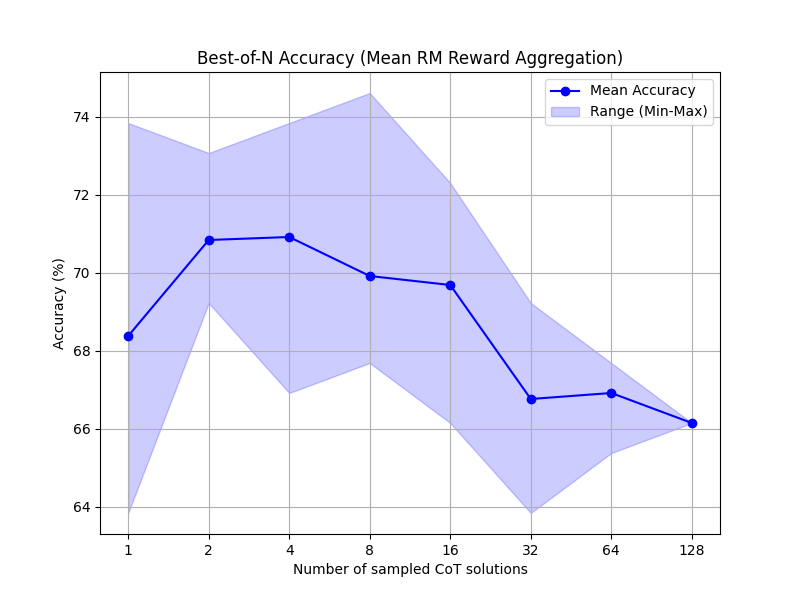 Best-of-N Accuracy (Mean RM Reward Aggregation)
Mean Accuracy
Range (Min-Max)
Accuracy (%)
74
72
70
68
66
64
1 2 4 8 16 32 64 128
Number of sampled CoT solutions